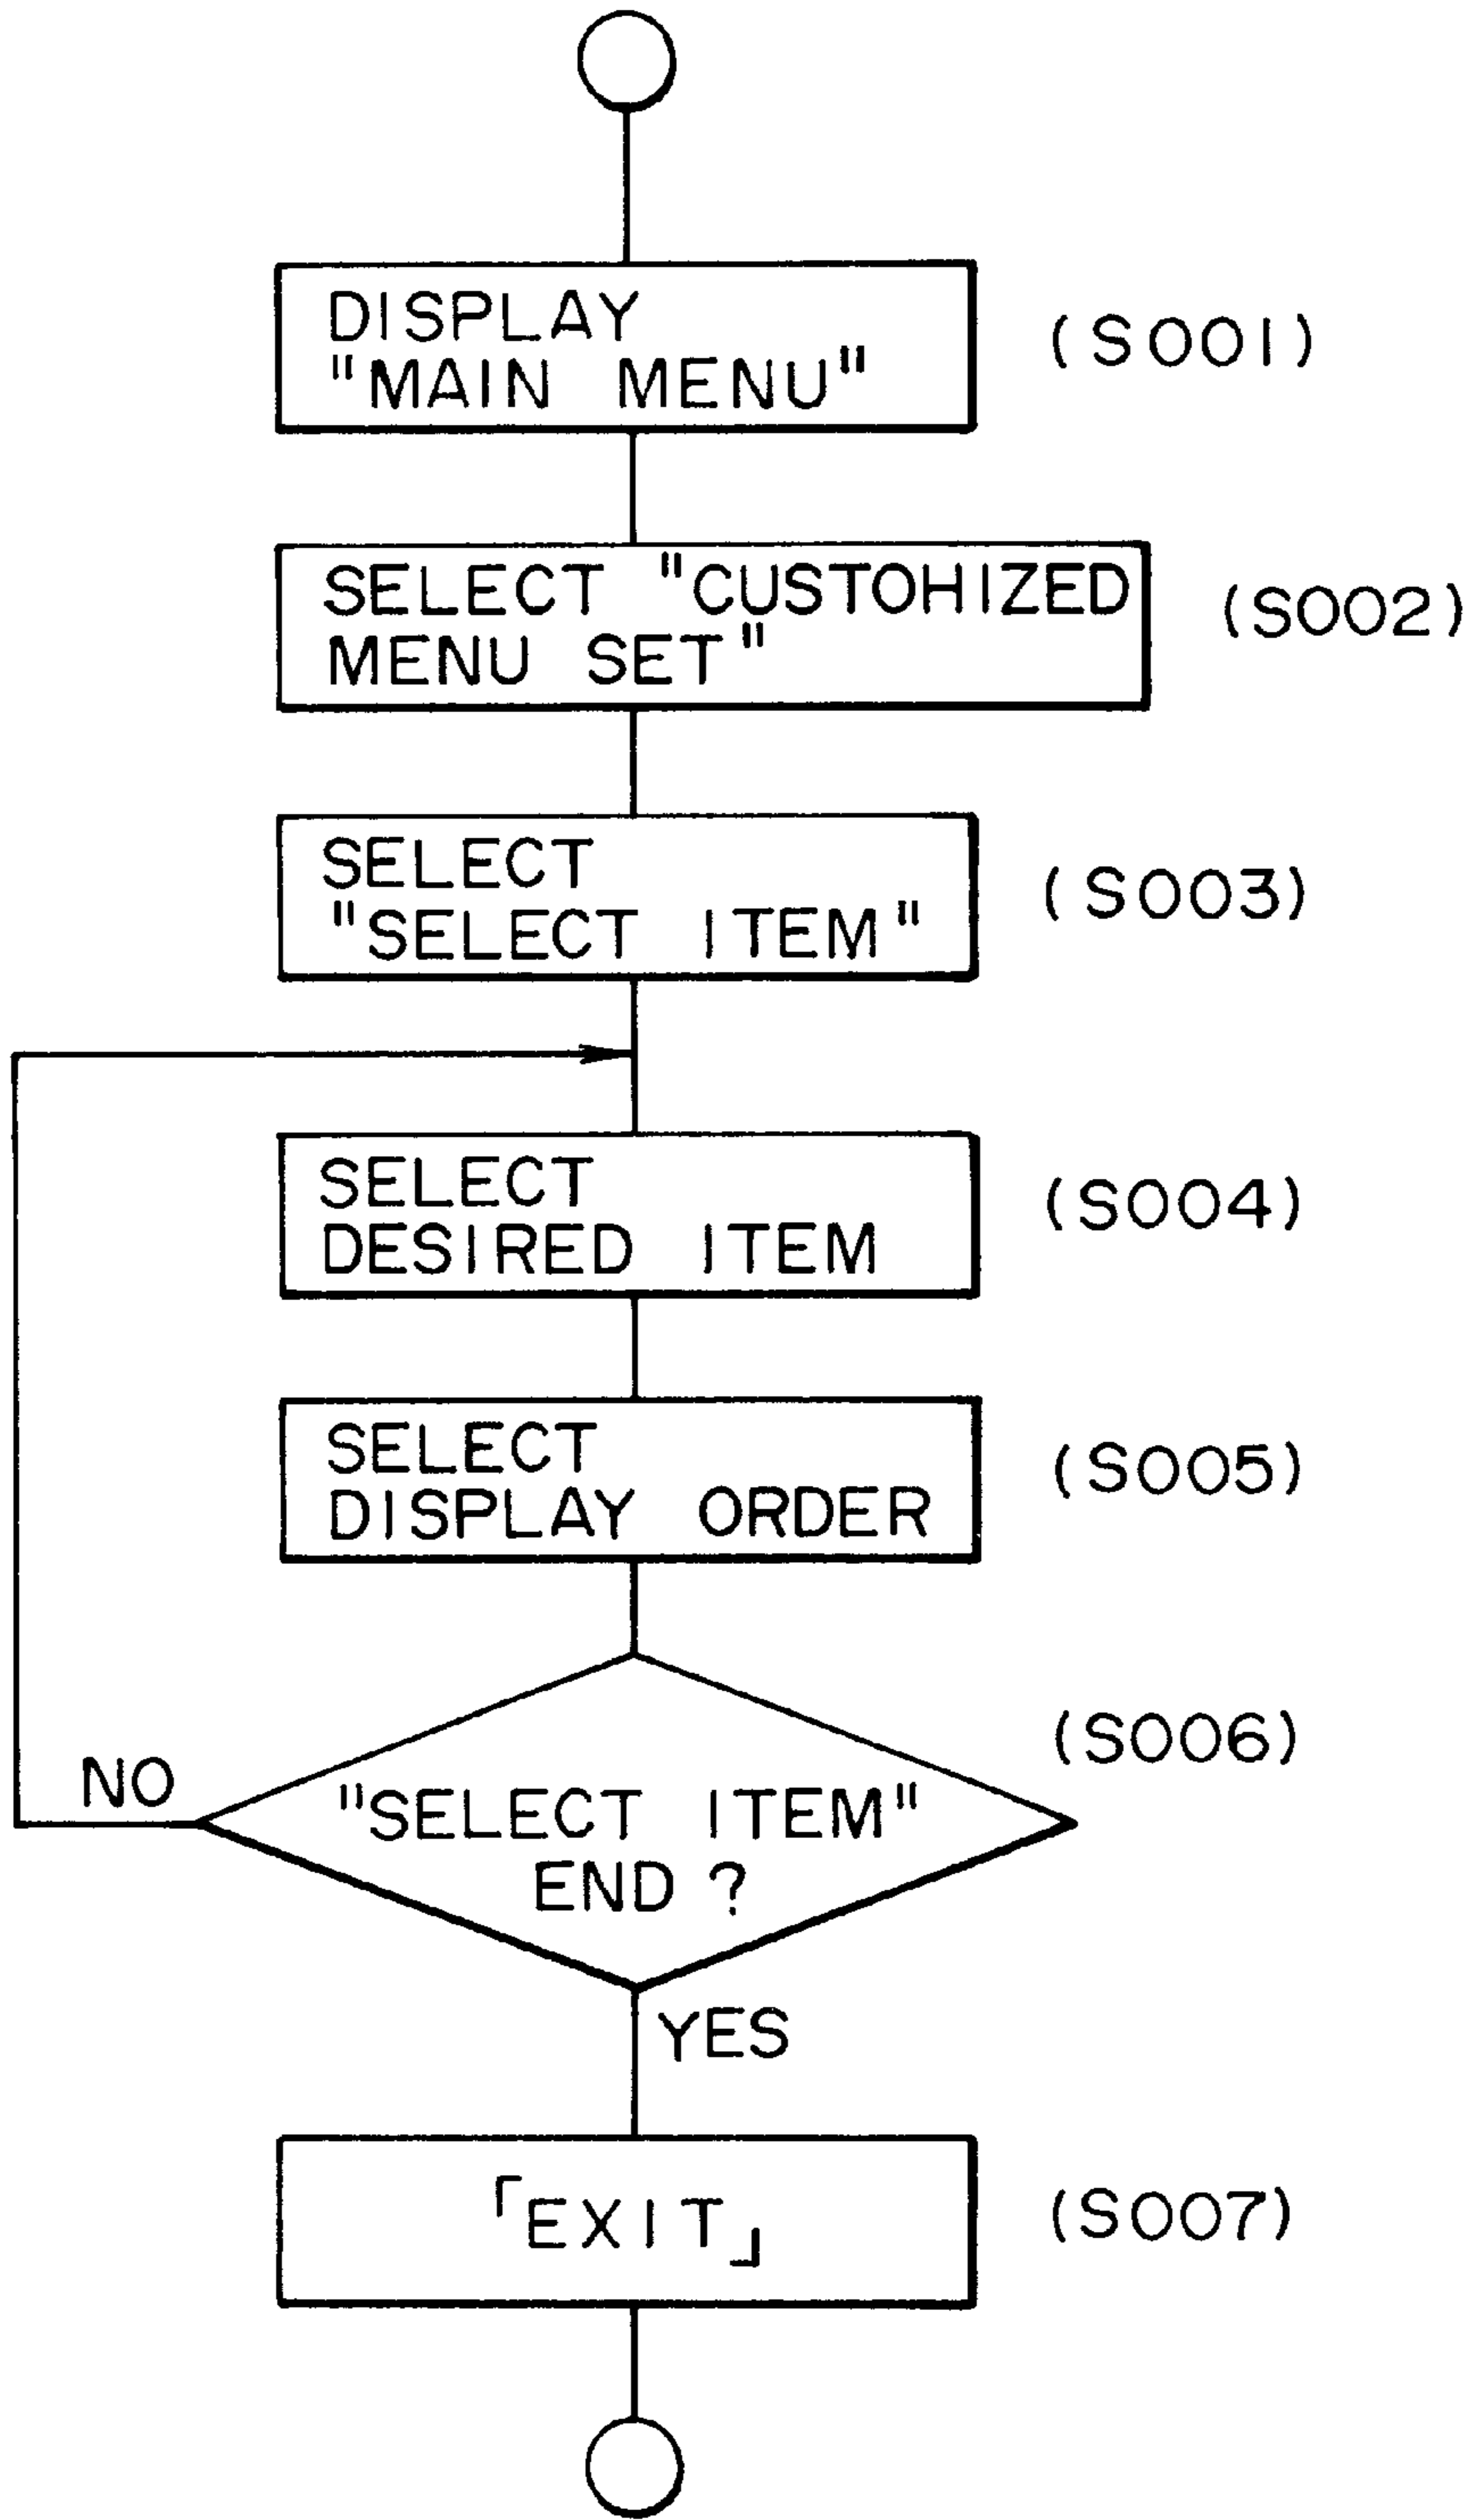 DISPLAY
"MAIN MENU"
(S001)
SELECT "CUSTOHIZED
MENU SET"
(S002)
SELECT
"SELECT ITEM"
(S003)
SELECT
DESIRED ITEM
(S004)
SELECT
DISPLAY ORDER
(S005)
(S006)
NO
"SELECT ITEM"
END?
YES
「EXIT」
(S007)